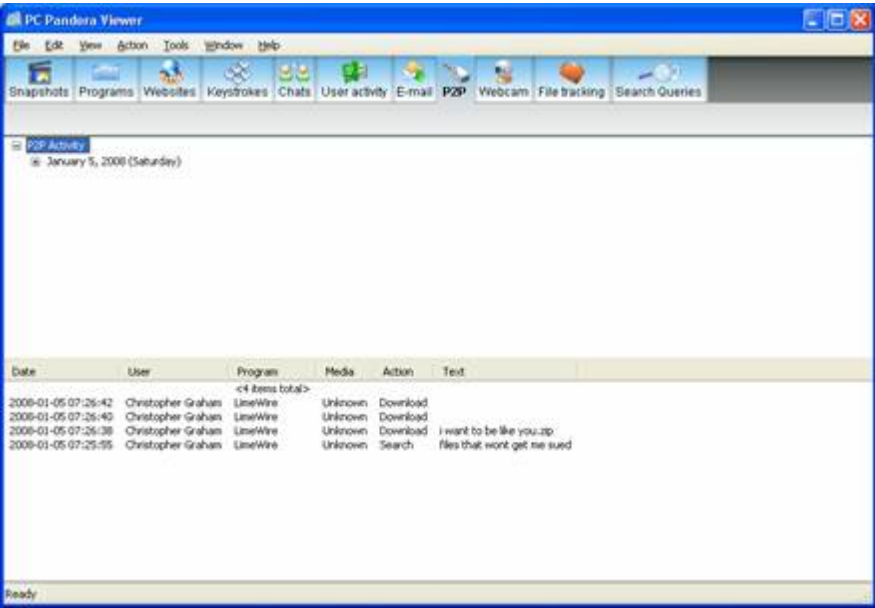 PC Pandora Viewer
File Edit View Action Tools Window Help
Snapshots Programs Websites Keystrokes Chats User activity E-mail P2P Webcam File tracking Search Queries
P2P Activity
January 5, 2008 (Saturday)
Date User Program Media Action Text
<4 items total>
2008-01-05 07:26:42 Christopher Graham LimeWire Unknown Download
2008-01-05 07:26:40 Christopher Graham LimeWire Unknown Download
2008-01-05 07:26:38 Christopher Graham LimeWire Unknown Download i want to be like you.zip
2008-01-05 07:25:55 Christopher Graham LimeWire Unknown Search files that wont get me sued
Ready